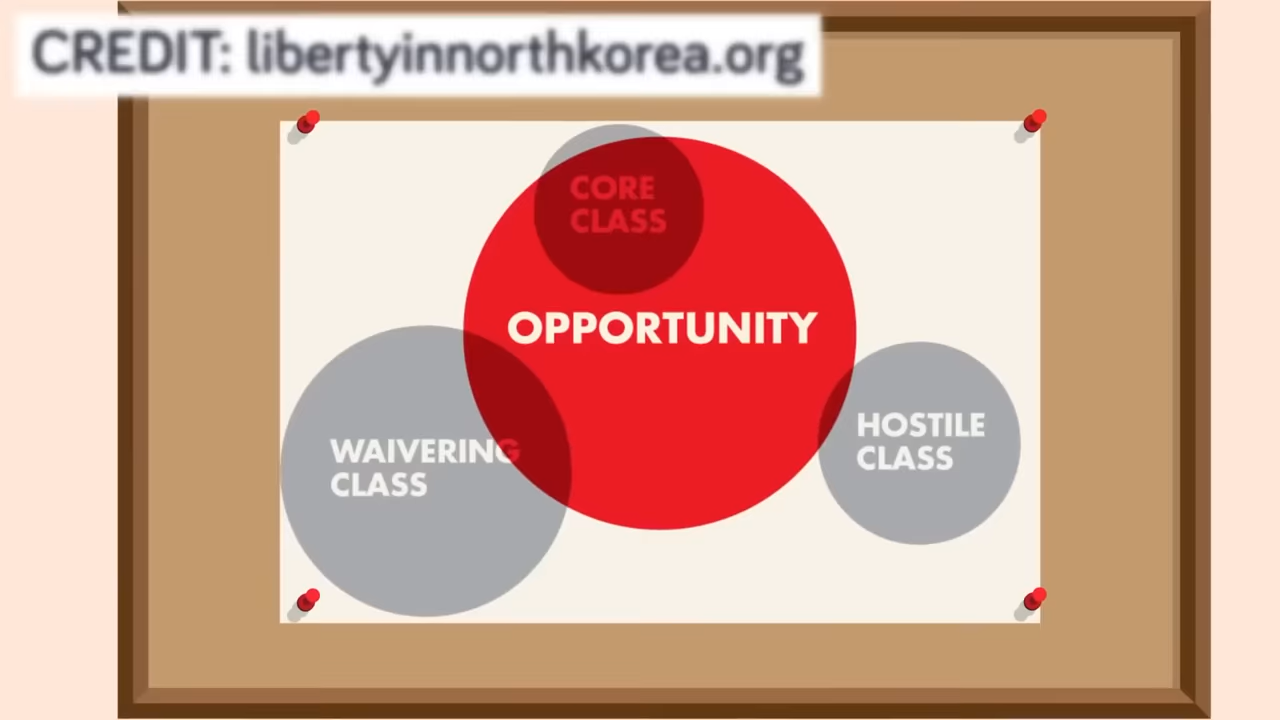 CREDIT: libertyinnorthkorea.org
CORE
CLASS
OPPORTUNITY
WAIVERING
CLASS
HOSTILE
CLASS